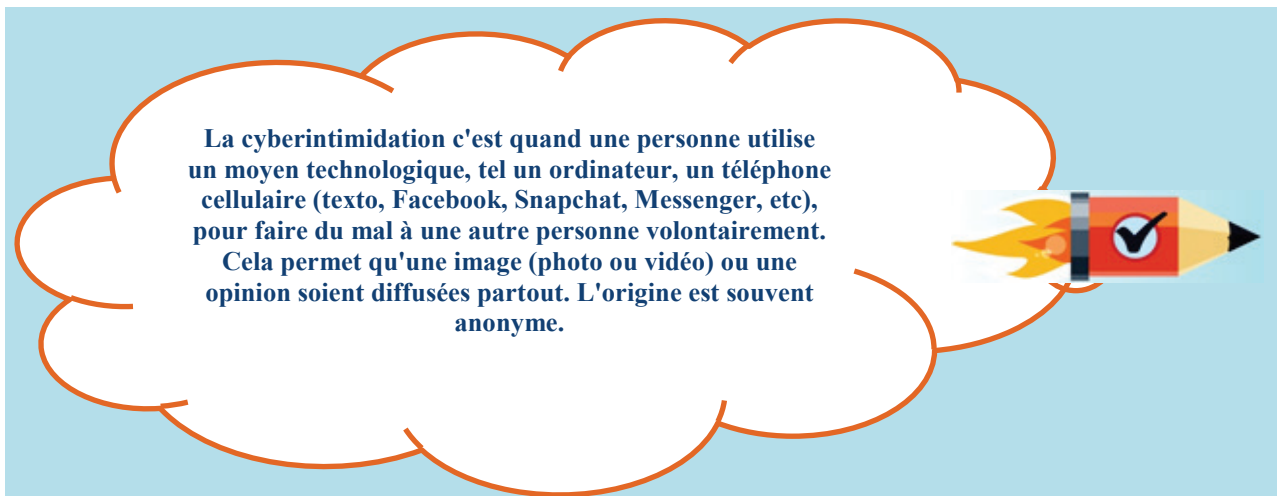 La cyberintimidation c'est quand une personne utilise
un moyen technologique, tel un ordinateur, un téléphone
cellulaire (texto, Facebook, Snapchat, Messenger, etc),
pour faire du mal à une autre personne volontairement.
Cela permet qu'une image (photo ou vidéo) ou une
opinion soient diffusées partout. L'origine est souvent
anonyme.